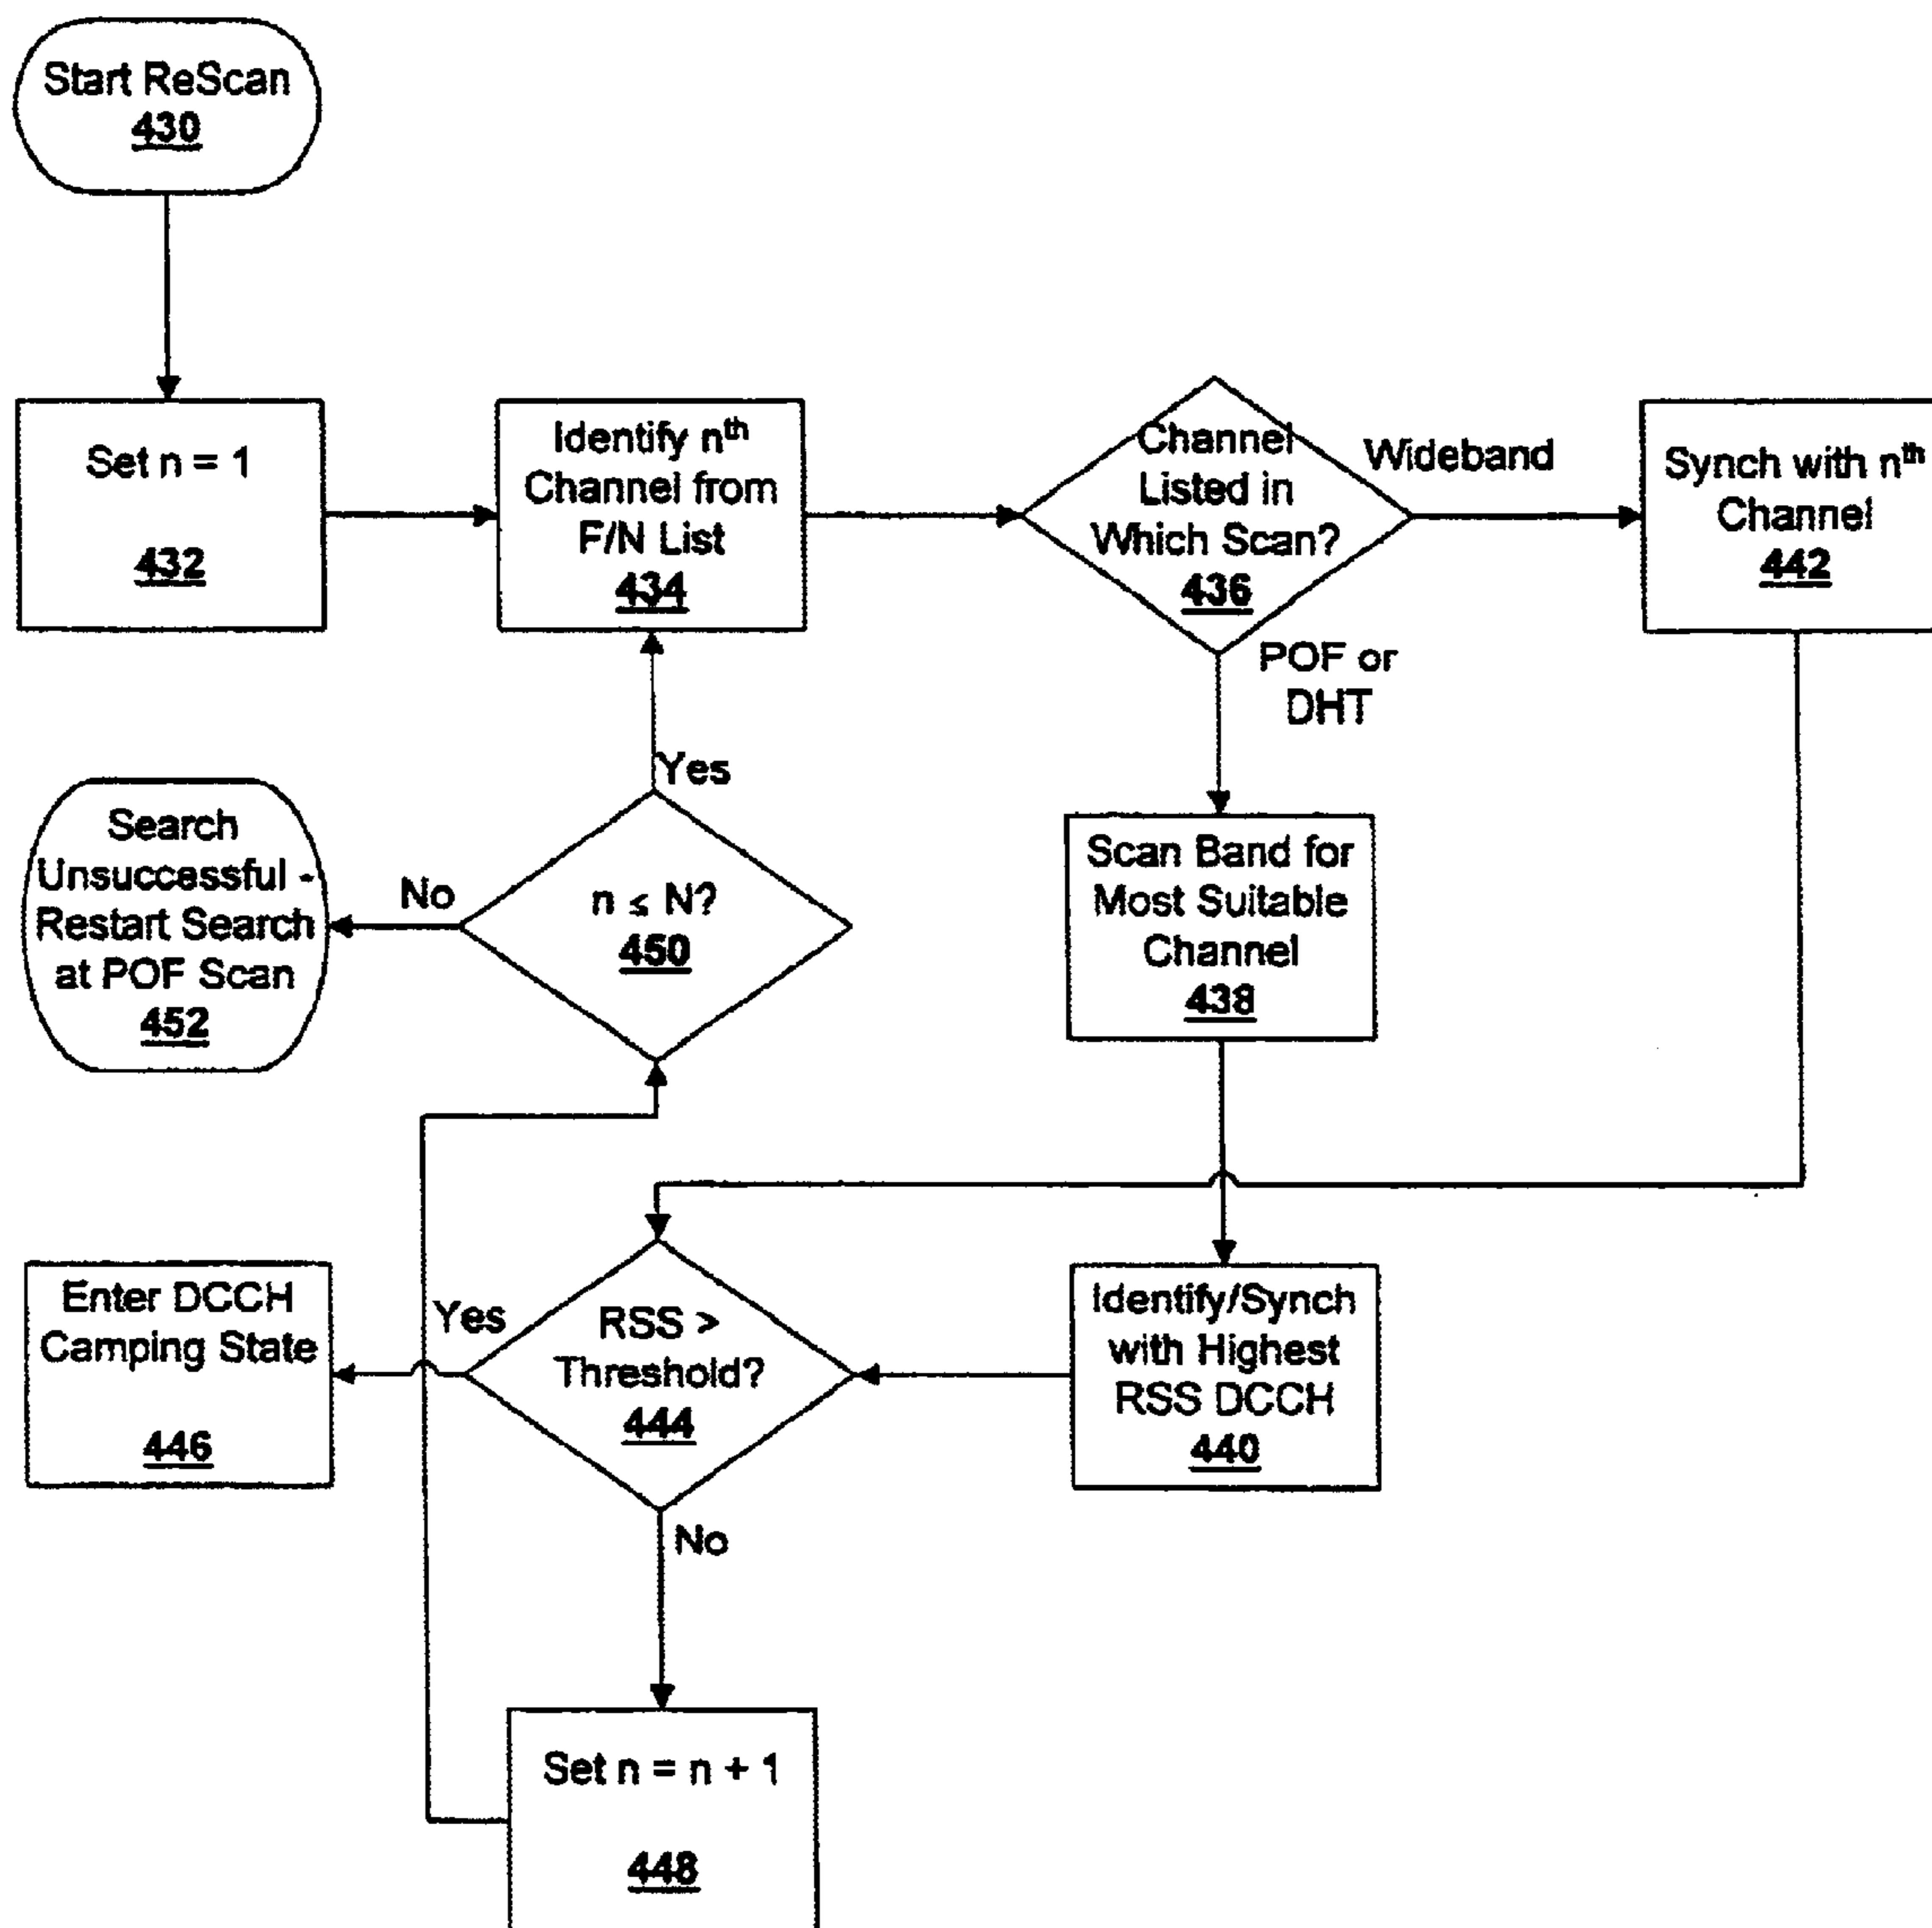 Start ReScan
430
Set n = 1
432
Identify nth
Channel from
F/N List
434
Channel
Listed in
Which Scan?
436
Wideband
Synch with nth
Channel
442
POF or
DHT
Yes
Search
Unsuccessful -
Restart Search
at POF Scan
452
No
n ≤ N?
450
Scan Band for
Most Suitable
Channel
438
Enter DCCH
Camping State
446
Yes
RSS >
Threshold?
444
Identify/Synch
with Highest
RSS DCCH
440
No
Set n = n + 1
448